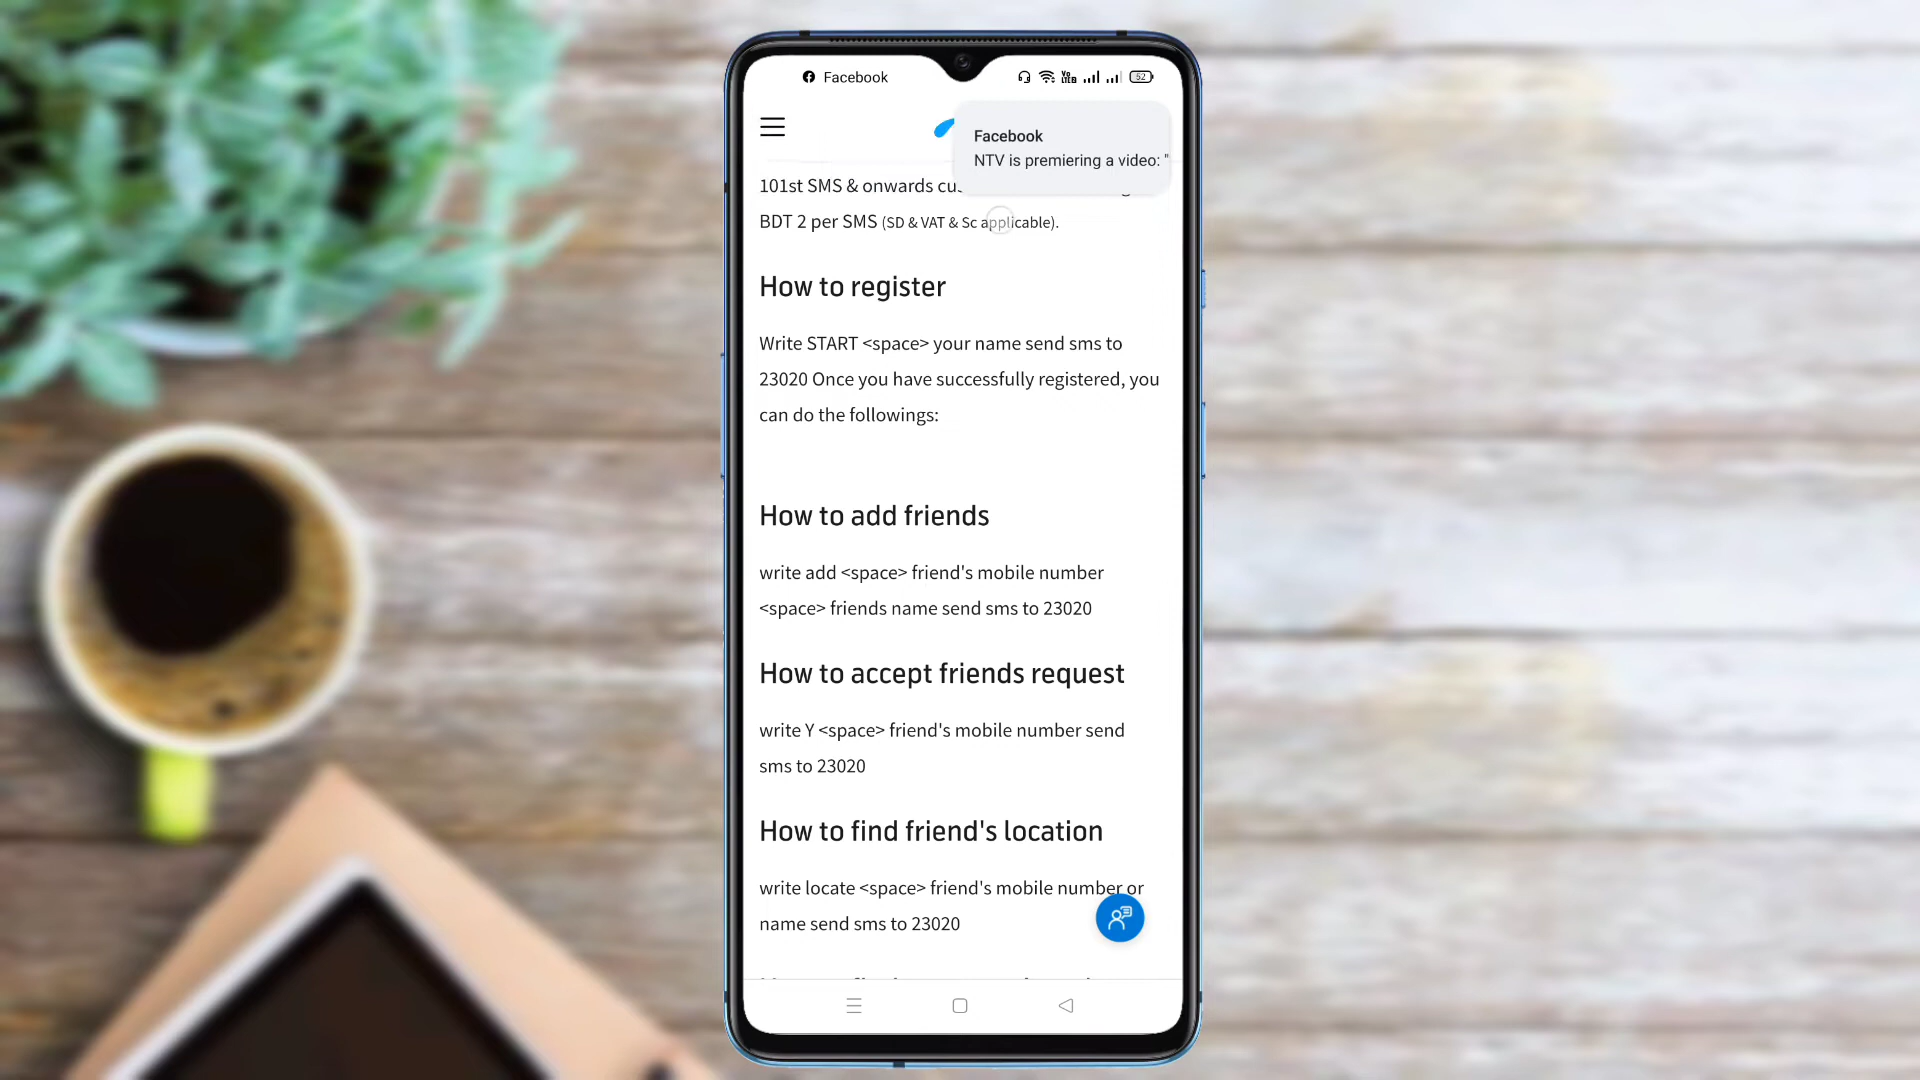 Facebook
52
Facebook
NTV is premiering a video: "
101st SMS & onwards
BDT 2 per SMS (SD & VAT & Sc applicable).
How to register
Write START <space> your name send sms to
23020 Once you have successfully registered, you
can do the followings:
How to add friends
write add <space> friend's mobile number
<space> friends name send sms to 23020
How to accept friends request
write Y <space> friend's mobile number send
sms to 23020
How to find friend's location
write locate <space> friend's mobile number or
name send sms to 23020